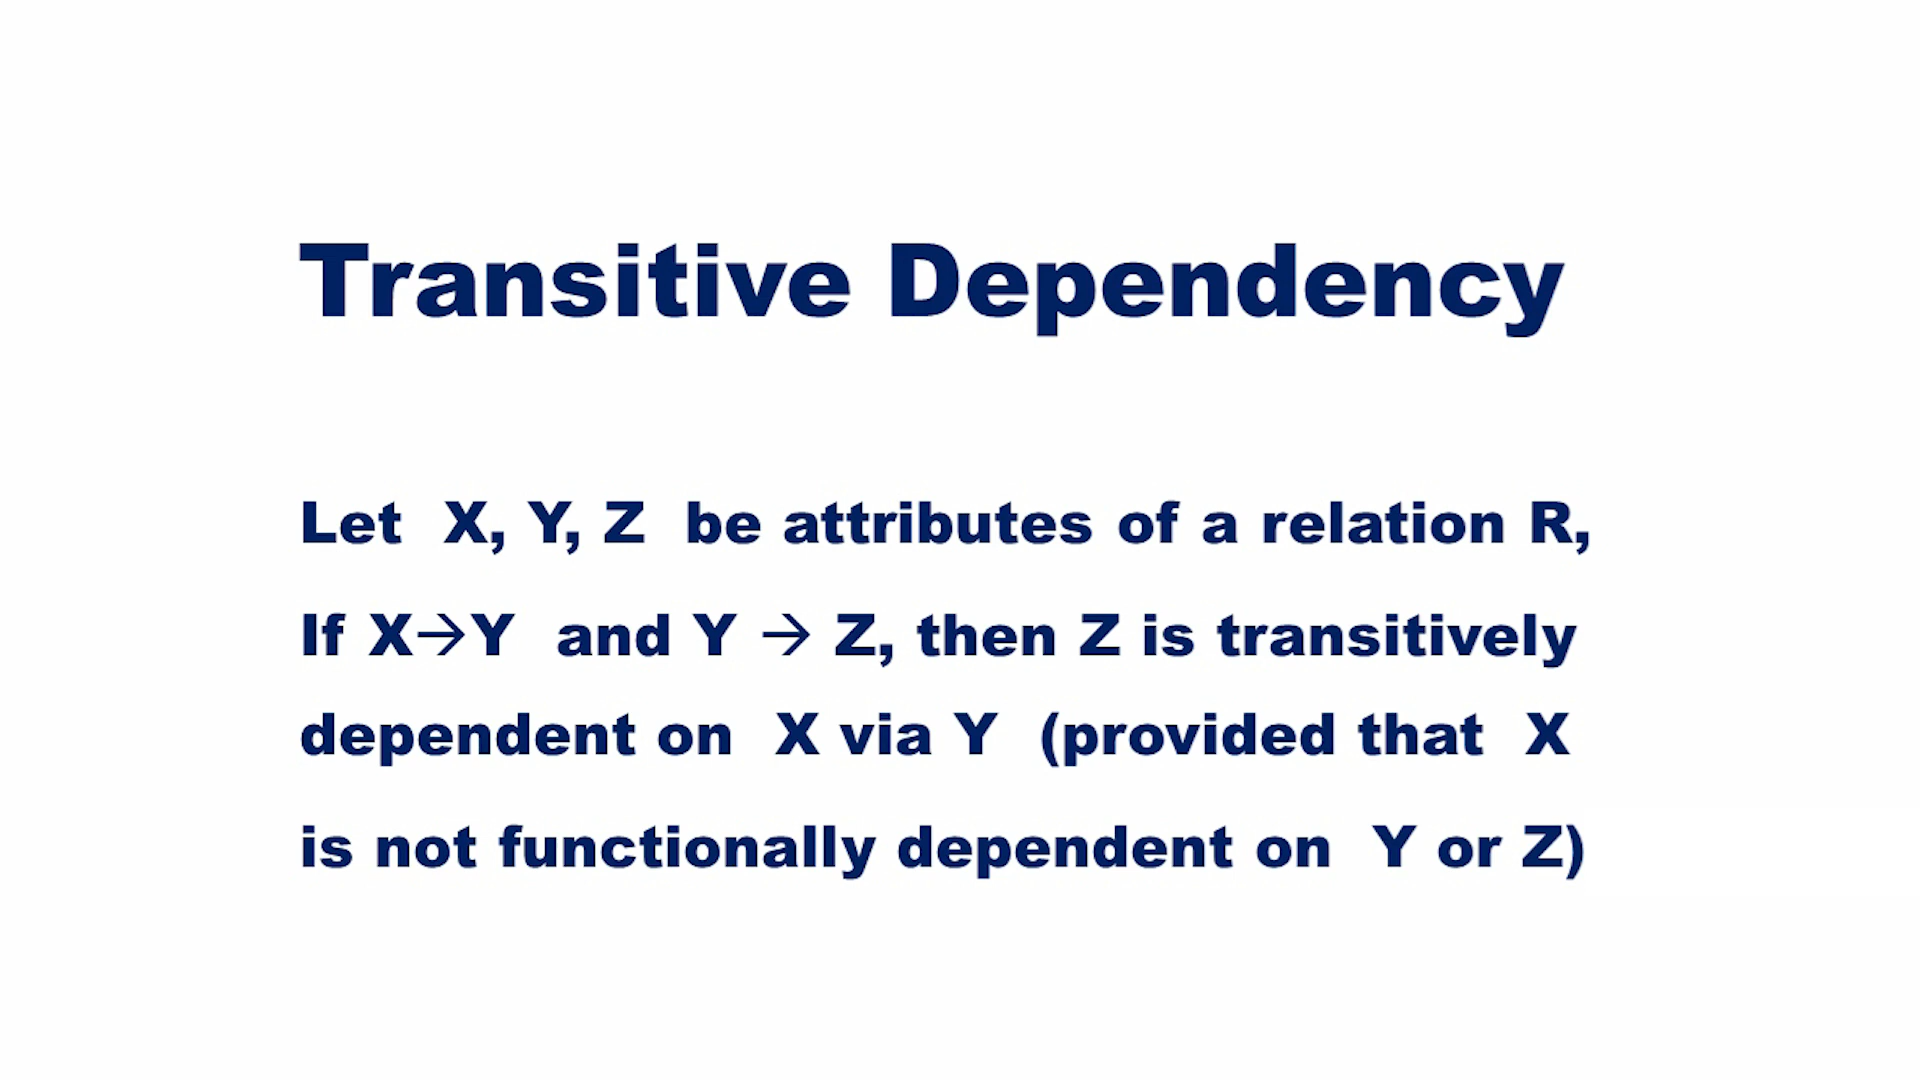 Transitive Dependency
Let X, Y, Z be attributes of a relation R,
If X→Y and Y → Z, then Z is transitively
dependent on X via Y (provided that X
is not functionally dependent on Y or Z)